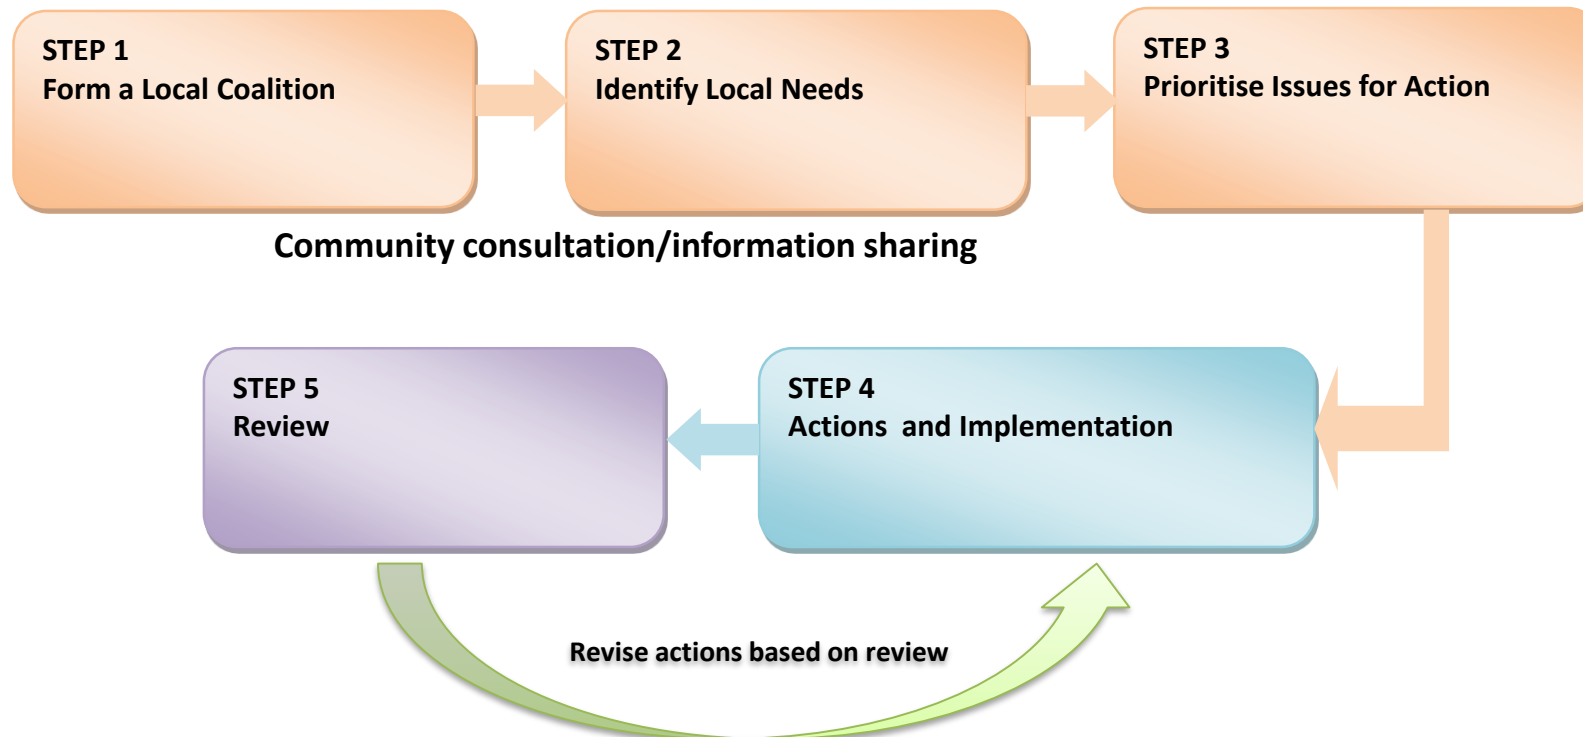 STEP 1
Form a Local Coalition
STEP 2
Identify Local Needs
STEP 3
Prioritise Issues for Action
Community consultation/information sharing
STEP 5
Review
STEP 4
Actions  and Implementation
Revise actions based on review